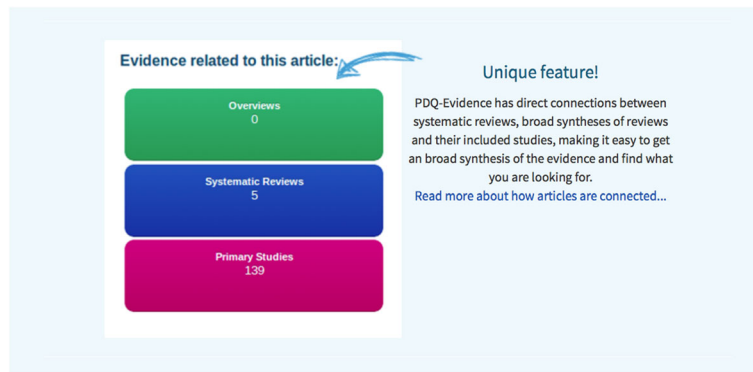 Evidence related to this article:
Overviews
0
Systematic Reviews
5
Primary Studies
139
Unique feature!
PDQ-Evidence has direct connections between
systematic reviews, broad syntheses of reviews
and their included studies, making it easy to get
an broad synthesis of the evidence and find what
you are looking for.
Read more about how articles are connected...